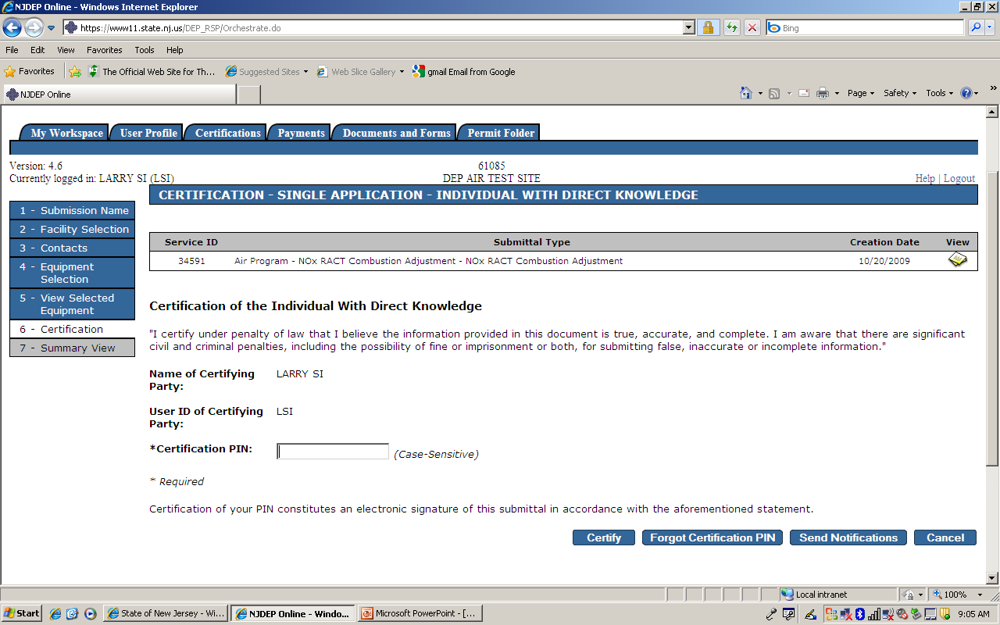 NJDEP Online - Windows Internet Explorer
https://www11.state.nj.us/DEP_RSP/Orchestrate.do
Bing
File Edit View Favorites Tools Help
Favorites The Official Web Site for Th... Suggested Sites Web Slice Gallery gmail Email from Google
NJDEP Online Page Safety Tools »
My Workspace User Profile Certifications Payments Documents and Forms Permit Folder
Version: 4.6 61085
Currently logged in: LARRY SI (LSI) DEP AIR TEST SITE Help | Logout
CERTIFICATION - SINGLE APPLICATION - INDIVIDUAL WITH DIRECT KNOWLEDGE
1 - Submission Name
2 - Facility Selection
3 - Contacts
4 - Equipment
Selection
5 - View Selected
Equipment
6 - Certification
7 - Summary View
Service ID Submittal Type Creation Date View
34591 Air Program - NOx RACT Combustion Adjustment - NOx RACT Combustion Adjustment 10/20/2009
Certification of the Individual With Direct Knowledge
"I certify under penalty of law that I believe the information provided in this document is true, accurate, and complete. I am aware that there are significant
civil and criminal penalties, including the possibility of fine or imprisonment or both, for submitting false, inaccurate or incomplete information."
Name of Certifying LARRY SI
Party:
User ID of Certifying LSI
Party:
*Certification PIN: (Case-Sensitive)
* Required
Certification of your PIN constitutes an electronic signature of this submittal in accordance with the aforementioned statement.
Certify Forgot Certification PIN Send Notifications Cancel
Local intranet 100%
Start State of New Jersey - Wi... NJDEP Online - Windo... Microsoft PowerPoint - [... 9:05 AM